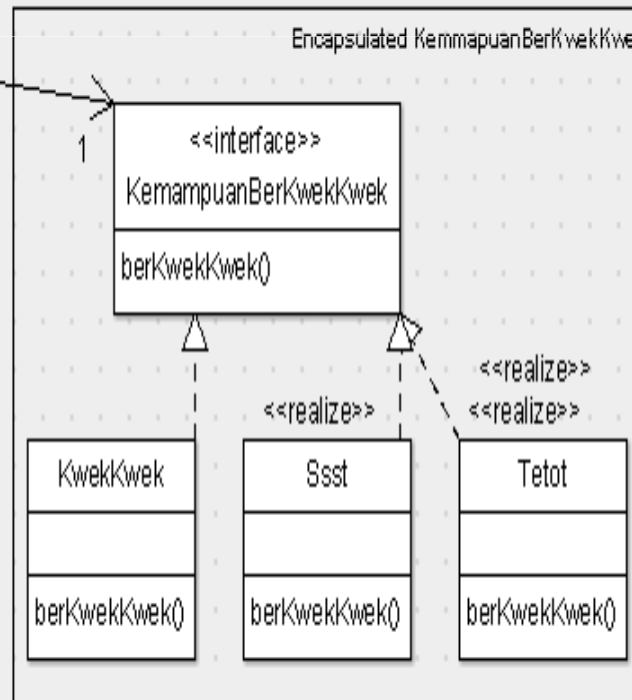 Encapsulated KemmapuanBerKwekKwe
1
<<interface>>
KemampuanBerKwekKwek
berKwekKwek()
<<realize>>
<<realize>>
<<realize>>
KwekKwek
Ssst
Tetot
berKwekKwek()
berKwekKwek()
berKwekKwek()